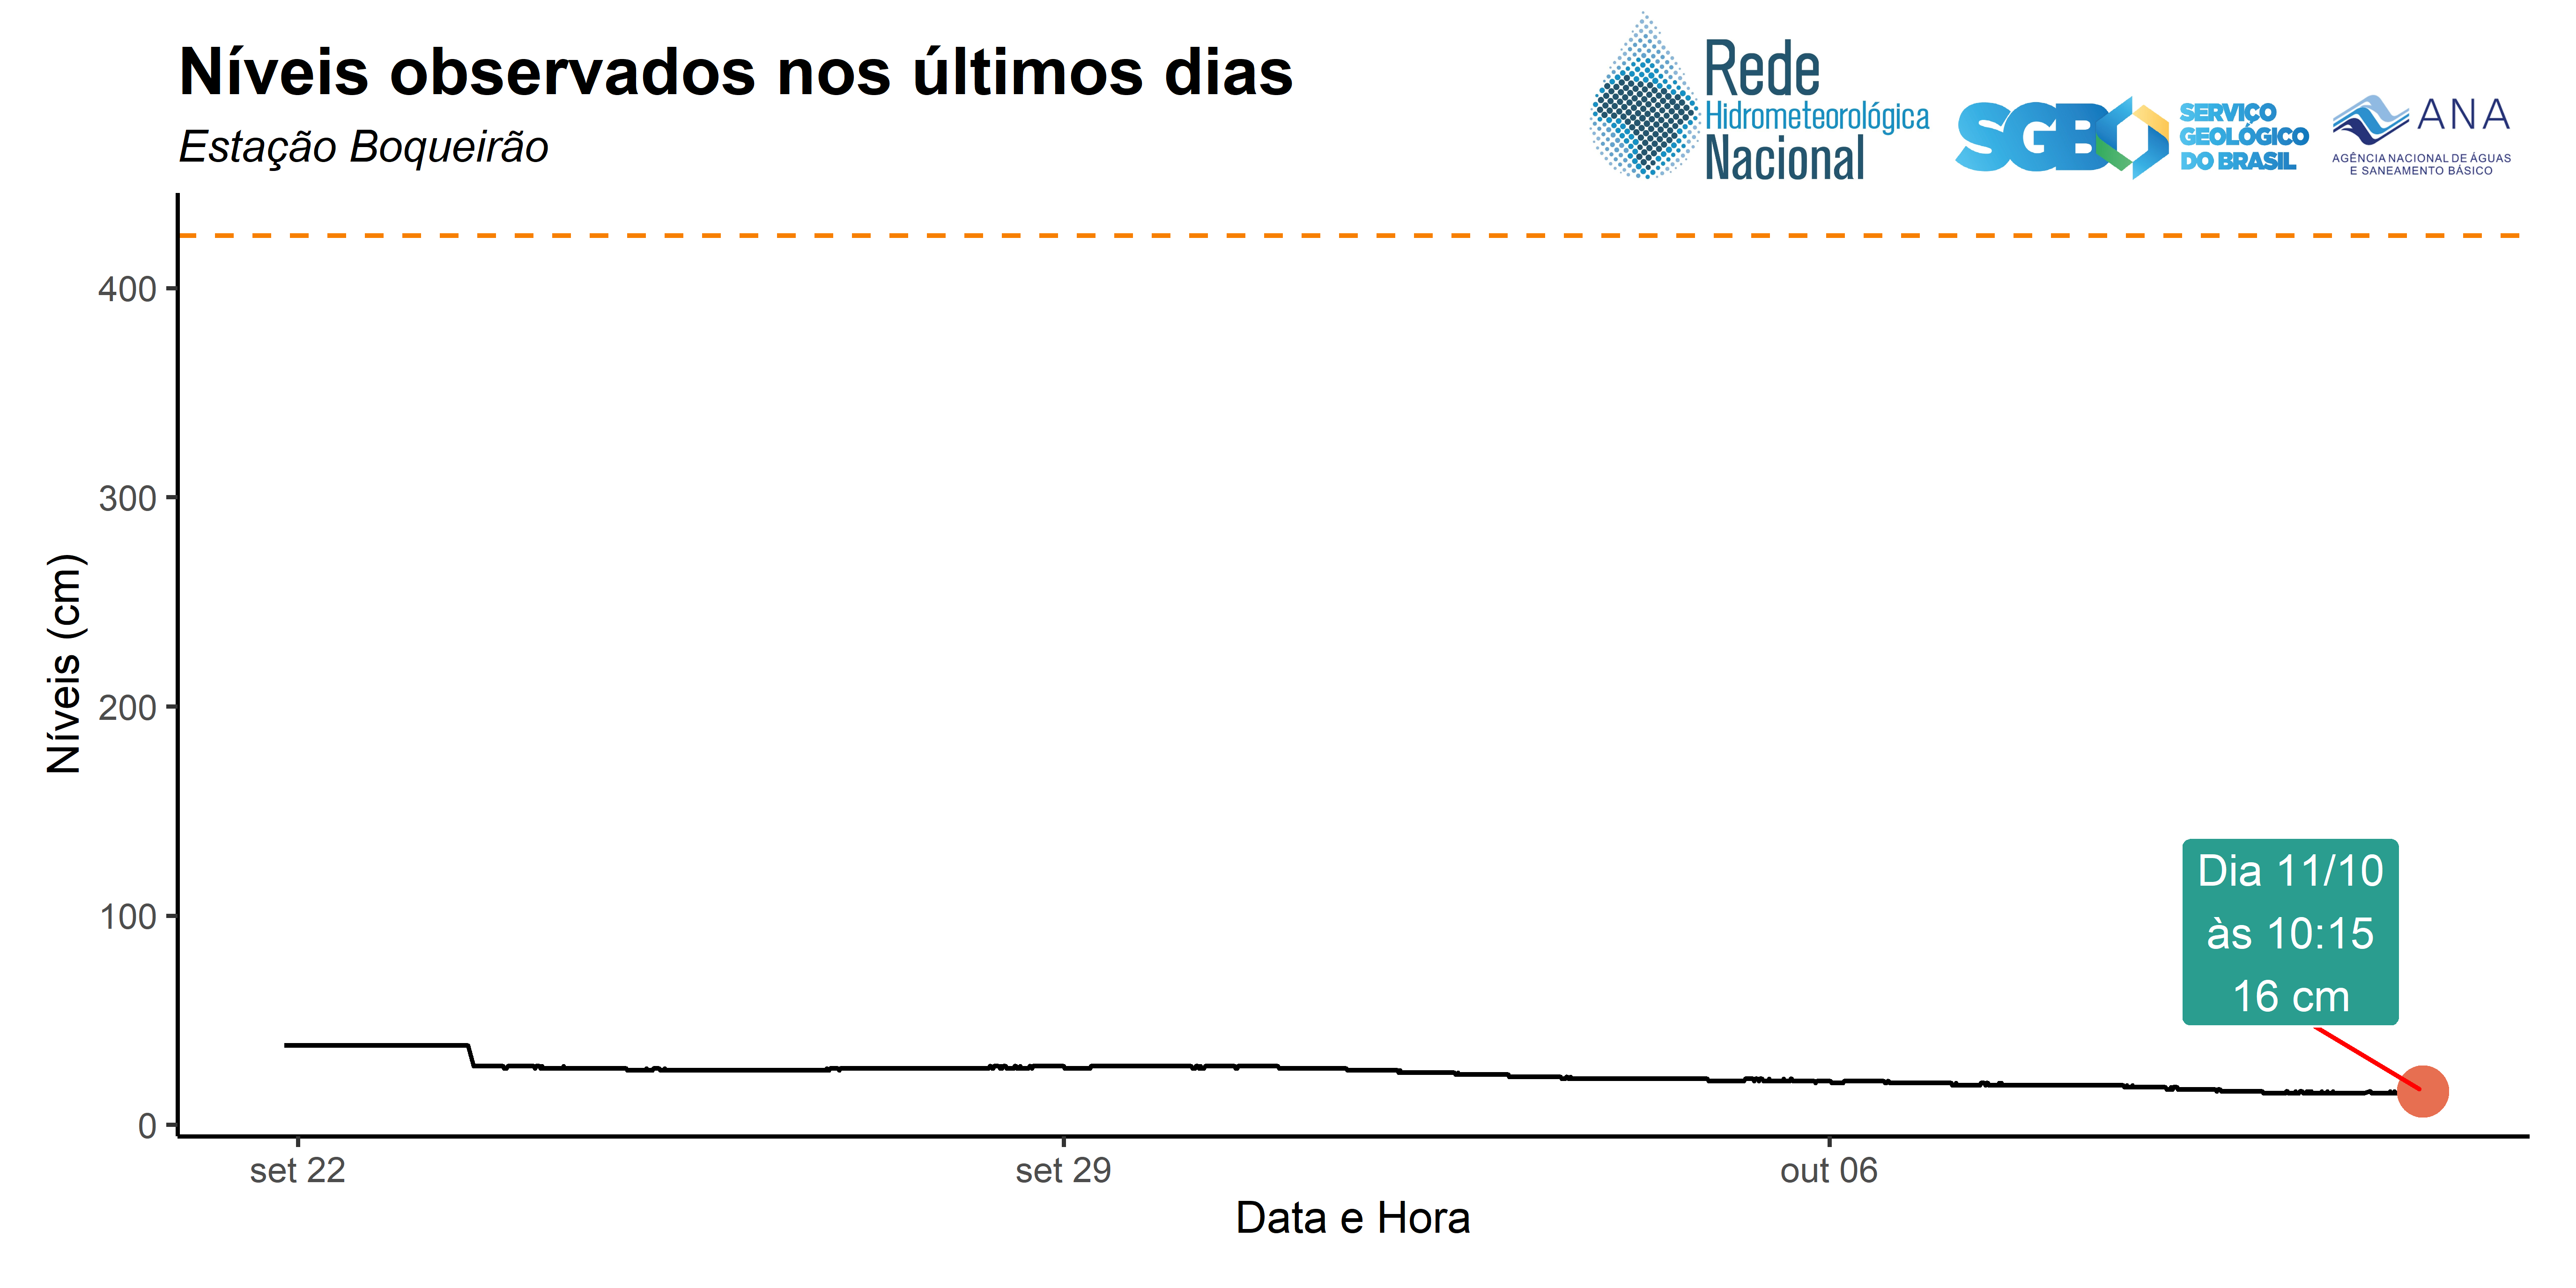 Níveis observados nos últimos dias
Estação Boqueirão
Rede
Hidrometeorológica
Nacional
SGB
SERVIÇO
GEOLÓGICO
DO BRASIL
ANA
AGÊNCIA NACIONAL DE ÁGUAS
E SANEAMENTO BÁSICO
Níveis (cm)
400
300
200
100
0
Dia 11/10
às 10:15
16 cm
set 22
set 29
out 06
Data e Hora